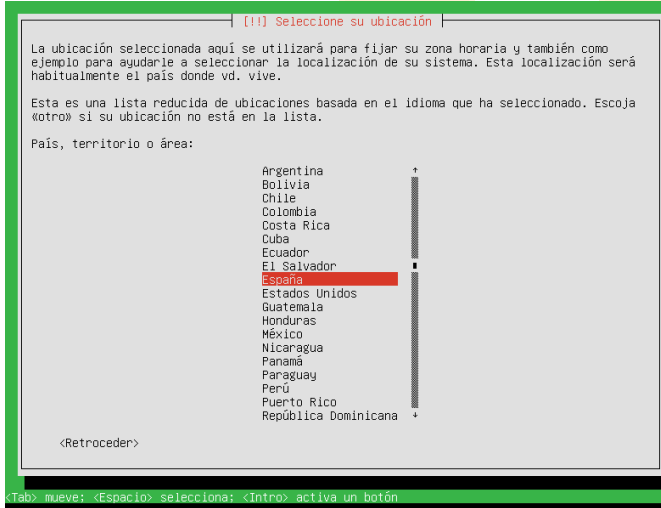 [!!] Seleccione su ubicación
La ubicación seleccionada aquí se utilizará para fijar su zona horaria y también como
ejemplo para ayudarle a seleccionar la localización de su sistema. Esta localización será
habitualmente el país donde vd. vive.
Esta es una lista reducida de ubicaciones basada en el idioma que ha seleccionado. Escoja
«otro» si su ubicación no está en la lista.
País, territorio o área:
Argentina
Bolivia
Chile
Colombia
Costa Rica
Cuba
Ecuador
El Salvador
España
Estados Unidos
Guatemala
Honduras
México
Nicaragua
Panamá
Paraguay
Perú
Puerto Rico
República Dominicana
<Retroceder>
<Tab> mueve; <Espacio> selecciona; <Intro> activa un botón